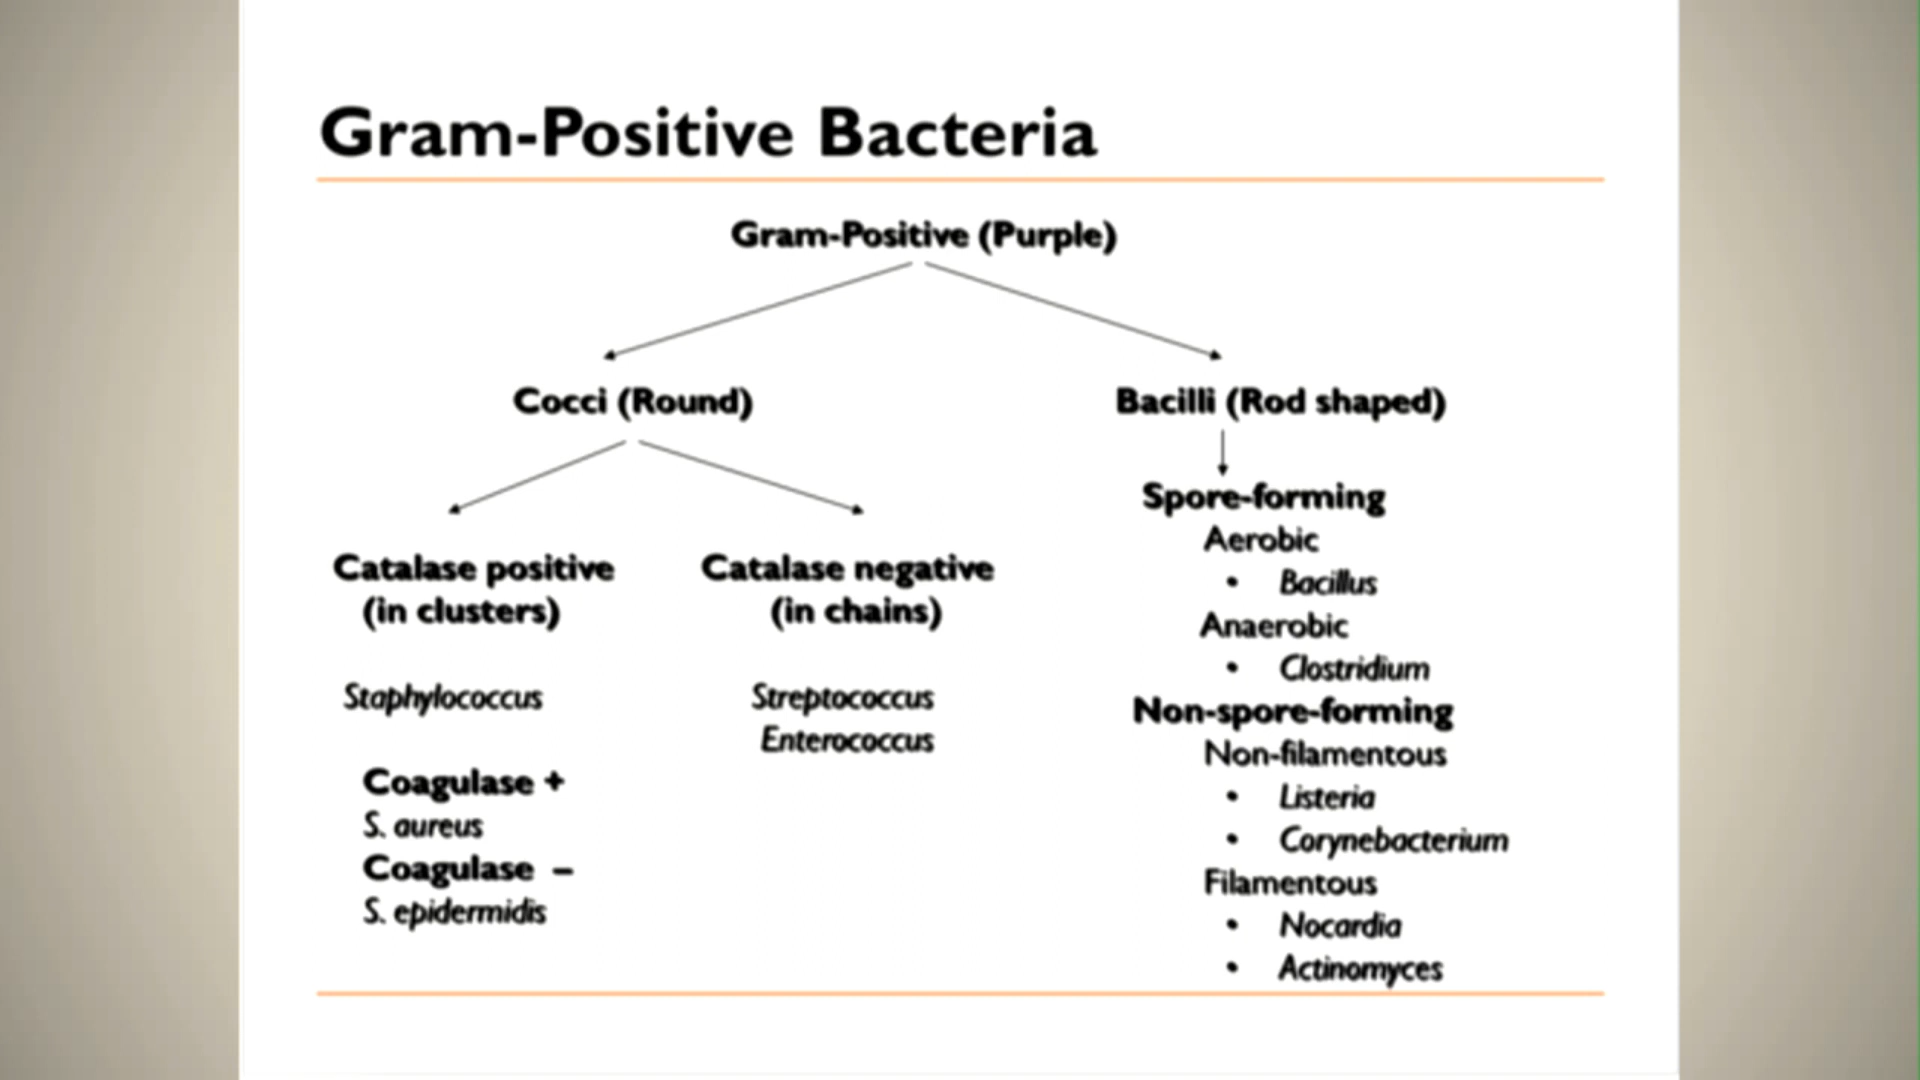 Gram-Positive Bacteria
Gram-Positive (Purple)
Cocci (Round)
Bacilli (Rod shaped)
Catalase positive
(in clusters)
Staphylococcus
Coagulase +
S. aureus
Coagulase –
S. epidermidis
Catalase negative
(in chains)
Streptococcus
Enterococcus
Spore-forming
Aerobic
• Bacillus
Anaerobic
• Clostridium
Non-spore-forming
Non-filamentous
• Listeria
• Corynebacterium
Filamentous
• Nocardia
• Actinomyces